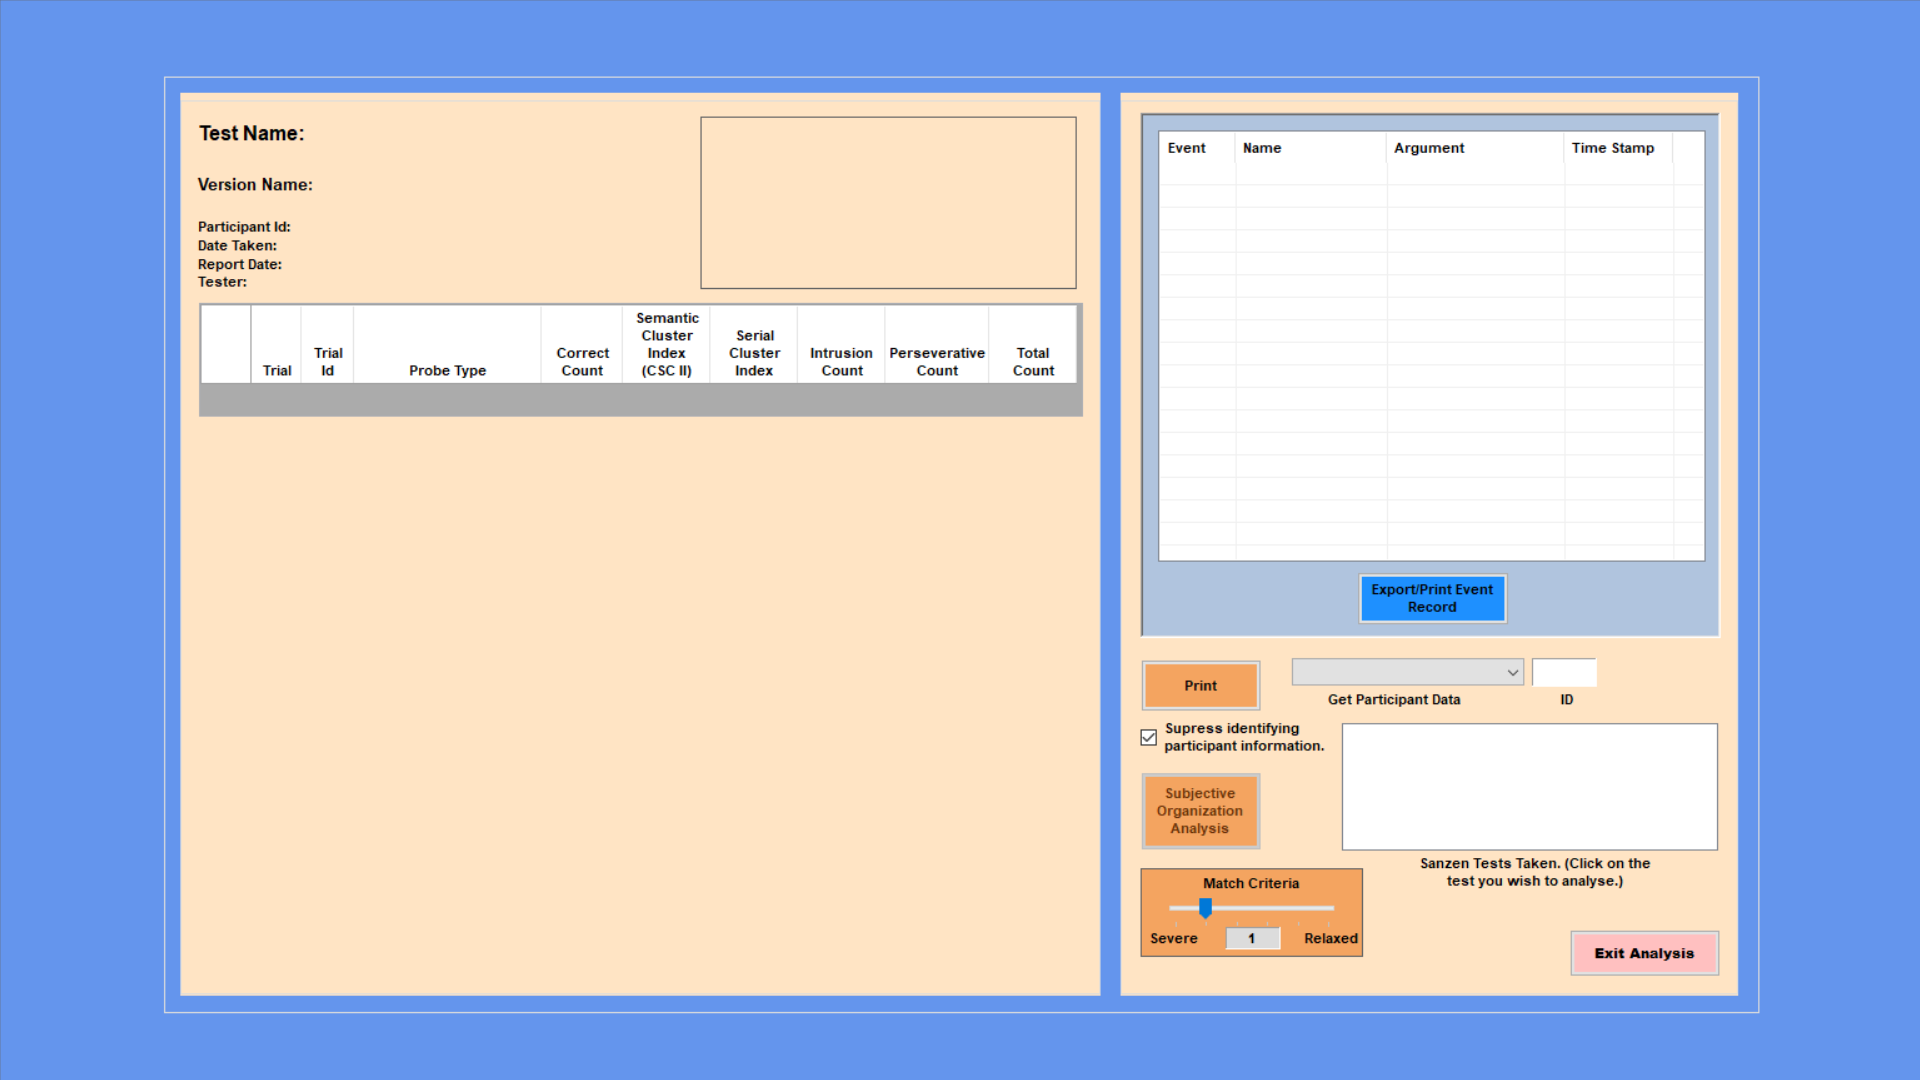 Test Name:
Version Name:
Participant Id:
Date Taken:
Report Date:
Tester:
Trial
Trial
Id
Probe Type
Correct
Count
Semantic
Cluster
Index
(CSC II)
Serial
Cluster
Index
Intrusion
Count
Perseverative
Count
Total
Count
Event
Name
Argument
Time Stamp
Export/Print Event
Record
Print
Get Participant Data
ID
Supress identifying
participant information.
Subjective
Organization
Analysis
Sanzen Tests Taken. (Click on the
test you wish to analyse.)
Match Criteria
Severe
1
Relaxed
Exit Analysis